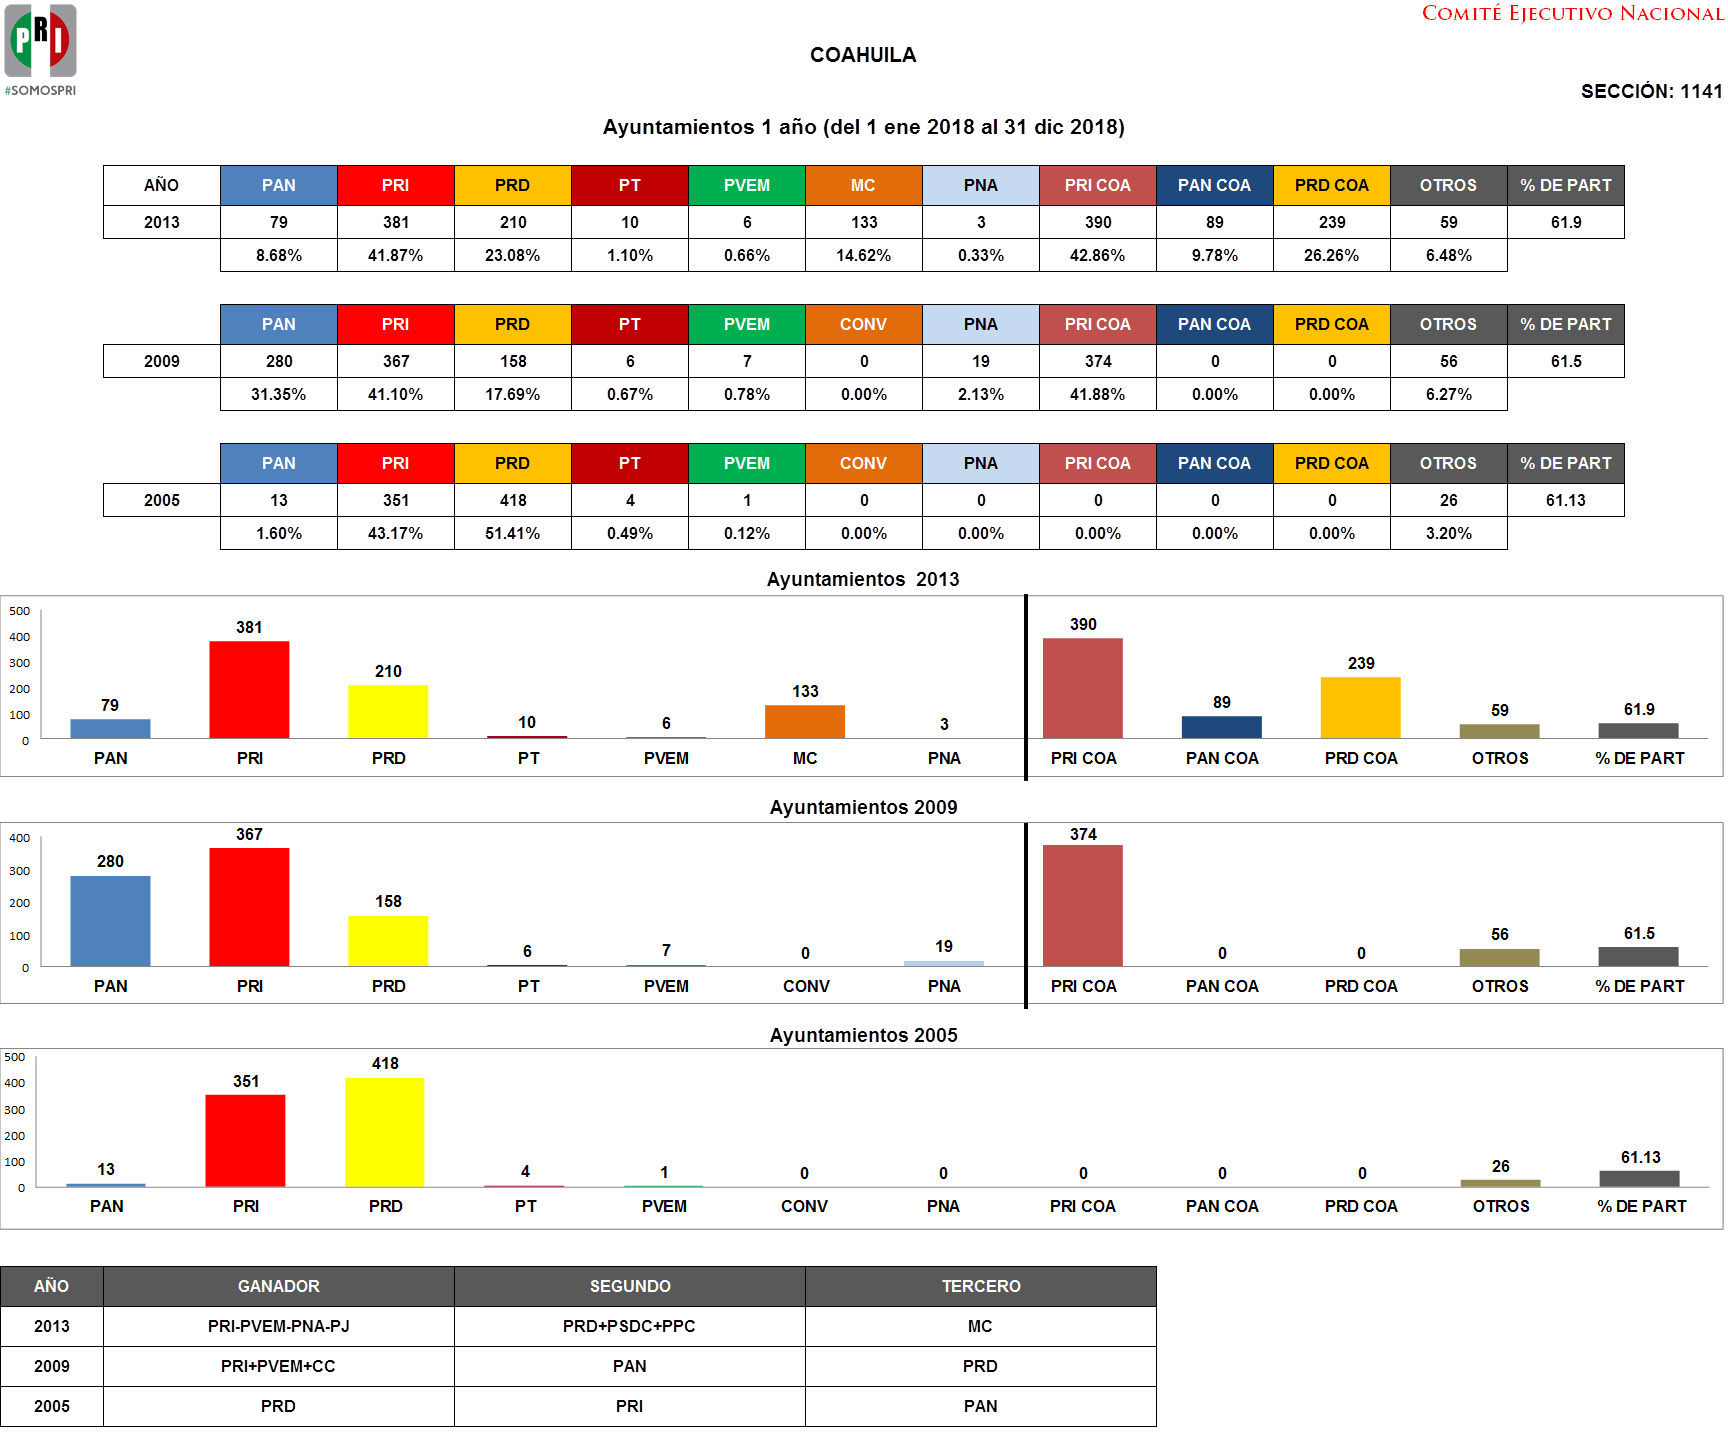 COMITÉ EJECUTIVO NACIONAL
PRI
#SOMOSPRI
COAHUILA
SECCIÓN: 1141
Ayuntamientos 1 año (del 1 ene 2018 al 31 dic 2018)
AÑO PAN PRI PRD PT PVEM MC PNA PRI COA PAN COA PRD COA OTROS % DE PART
2013 79 381 210 10 6 133 3 390 89 239 59 61.9
8.68% 41.87% 23.08% 1.10% 0.66% 14.62% 0.33% 42.86% 9.78% 26.26% 6.48%
PAN PRI PRD PT PVEM CONV PNA PRI COA PAN COA PRD COA OTROS % DE PART
2009 280 367 158 6 7 0 19 374 0 0 56 61.5
31.35% 41.10% 17.69% 0.67% 0.78% 0.00% 2.13% 41.88% 0.00% 0.00% 6.27%
PAN PRI PRD PT PVEM CONV PNA PRI COA PAN COA PRD COA OTROS % DE PART
2005 13 351 418 4 1 0 0 0 0 0 26 61.13
1.60% 43.17% 51.41% 0.49% 0.12% 0.00% 0.00% 0.00% 0.00% 0.00% 3.20%
Ayuntamientos 2013
500
400
300
200
100
0
79 381 210 10 6 133 3 390 89 239 59 61.9
PAN PRI PRD PT PVEM MC PNA PRI COA PAN COA PRD COA OTROS % DE PART
Ayuntamientos 2009
400
300
200
100
0
280 367 158 6 7 0 19 374 0 0 56 61.5
PAN PRI PRD PT PVEM CONV PNA PRI COA PAN COA PRD COA OTROS % DE PART
Ayuntamientos 2005
500
400
300
200
100
0
13 351 418 4 1 0 0 0 0 0 26 61.13
PAN PRI PRD PT PVEM CONV PNA PRI COA PAN COA PRD COA OTROS % DE PART
AÑO GANADOR SEGUNDO TERCERO
2013 PRI-PVEM-PNA-PJ PRD+PSDC+PPC MC
2009 PRI+PVEM+CC PAN PRD
2005 PRD PRI PAN